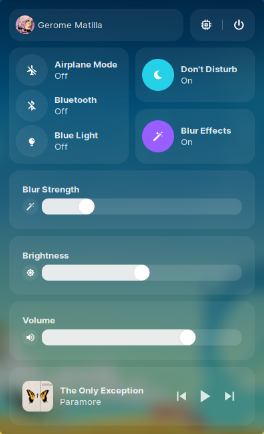 Gerome Matilla
Airplane Mode
Off
Don't Disturb
On
Bluetooth
Off
Blue Light
Off
Blur Effects
On
Blur Strength
Brightness
Volume
The Only Exception
Paramore